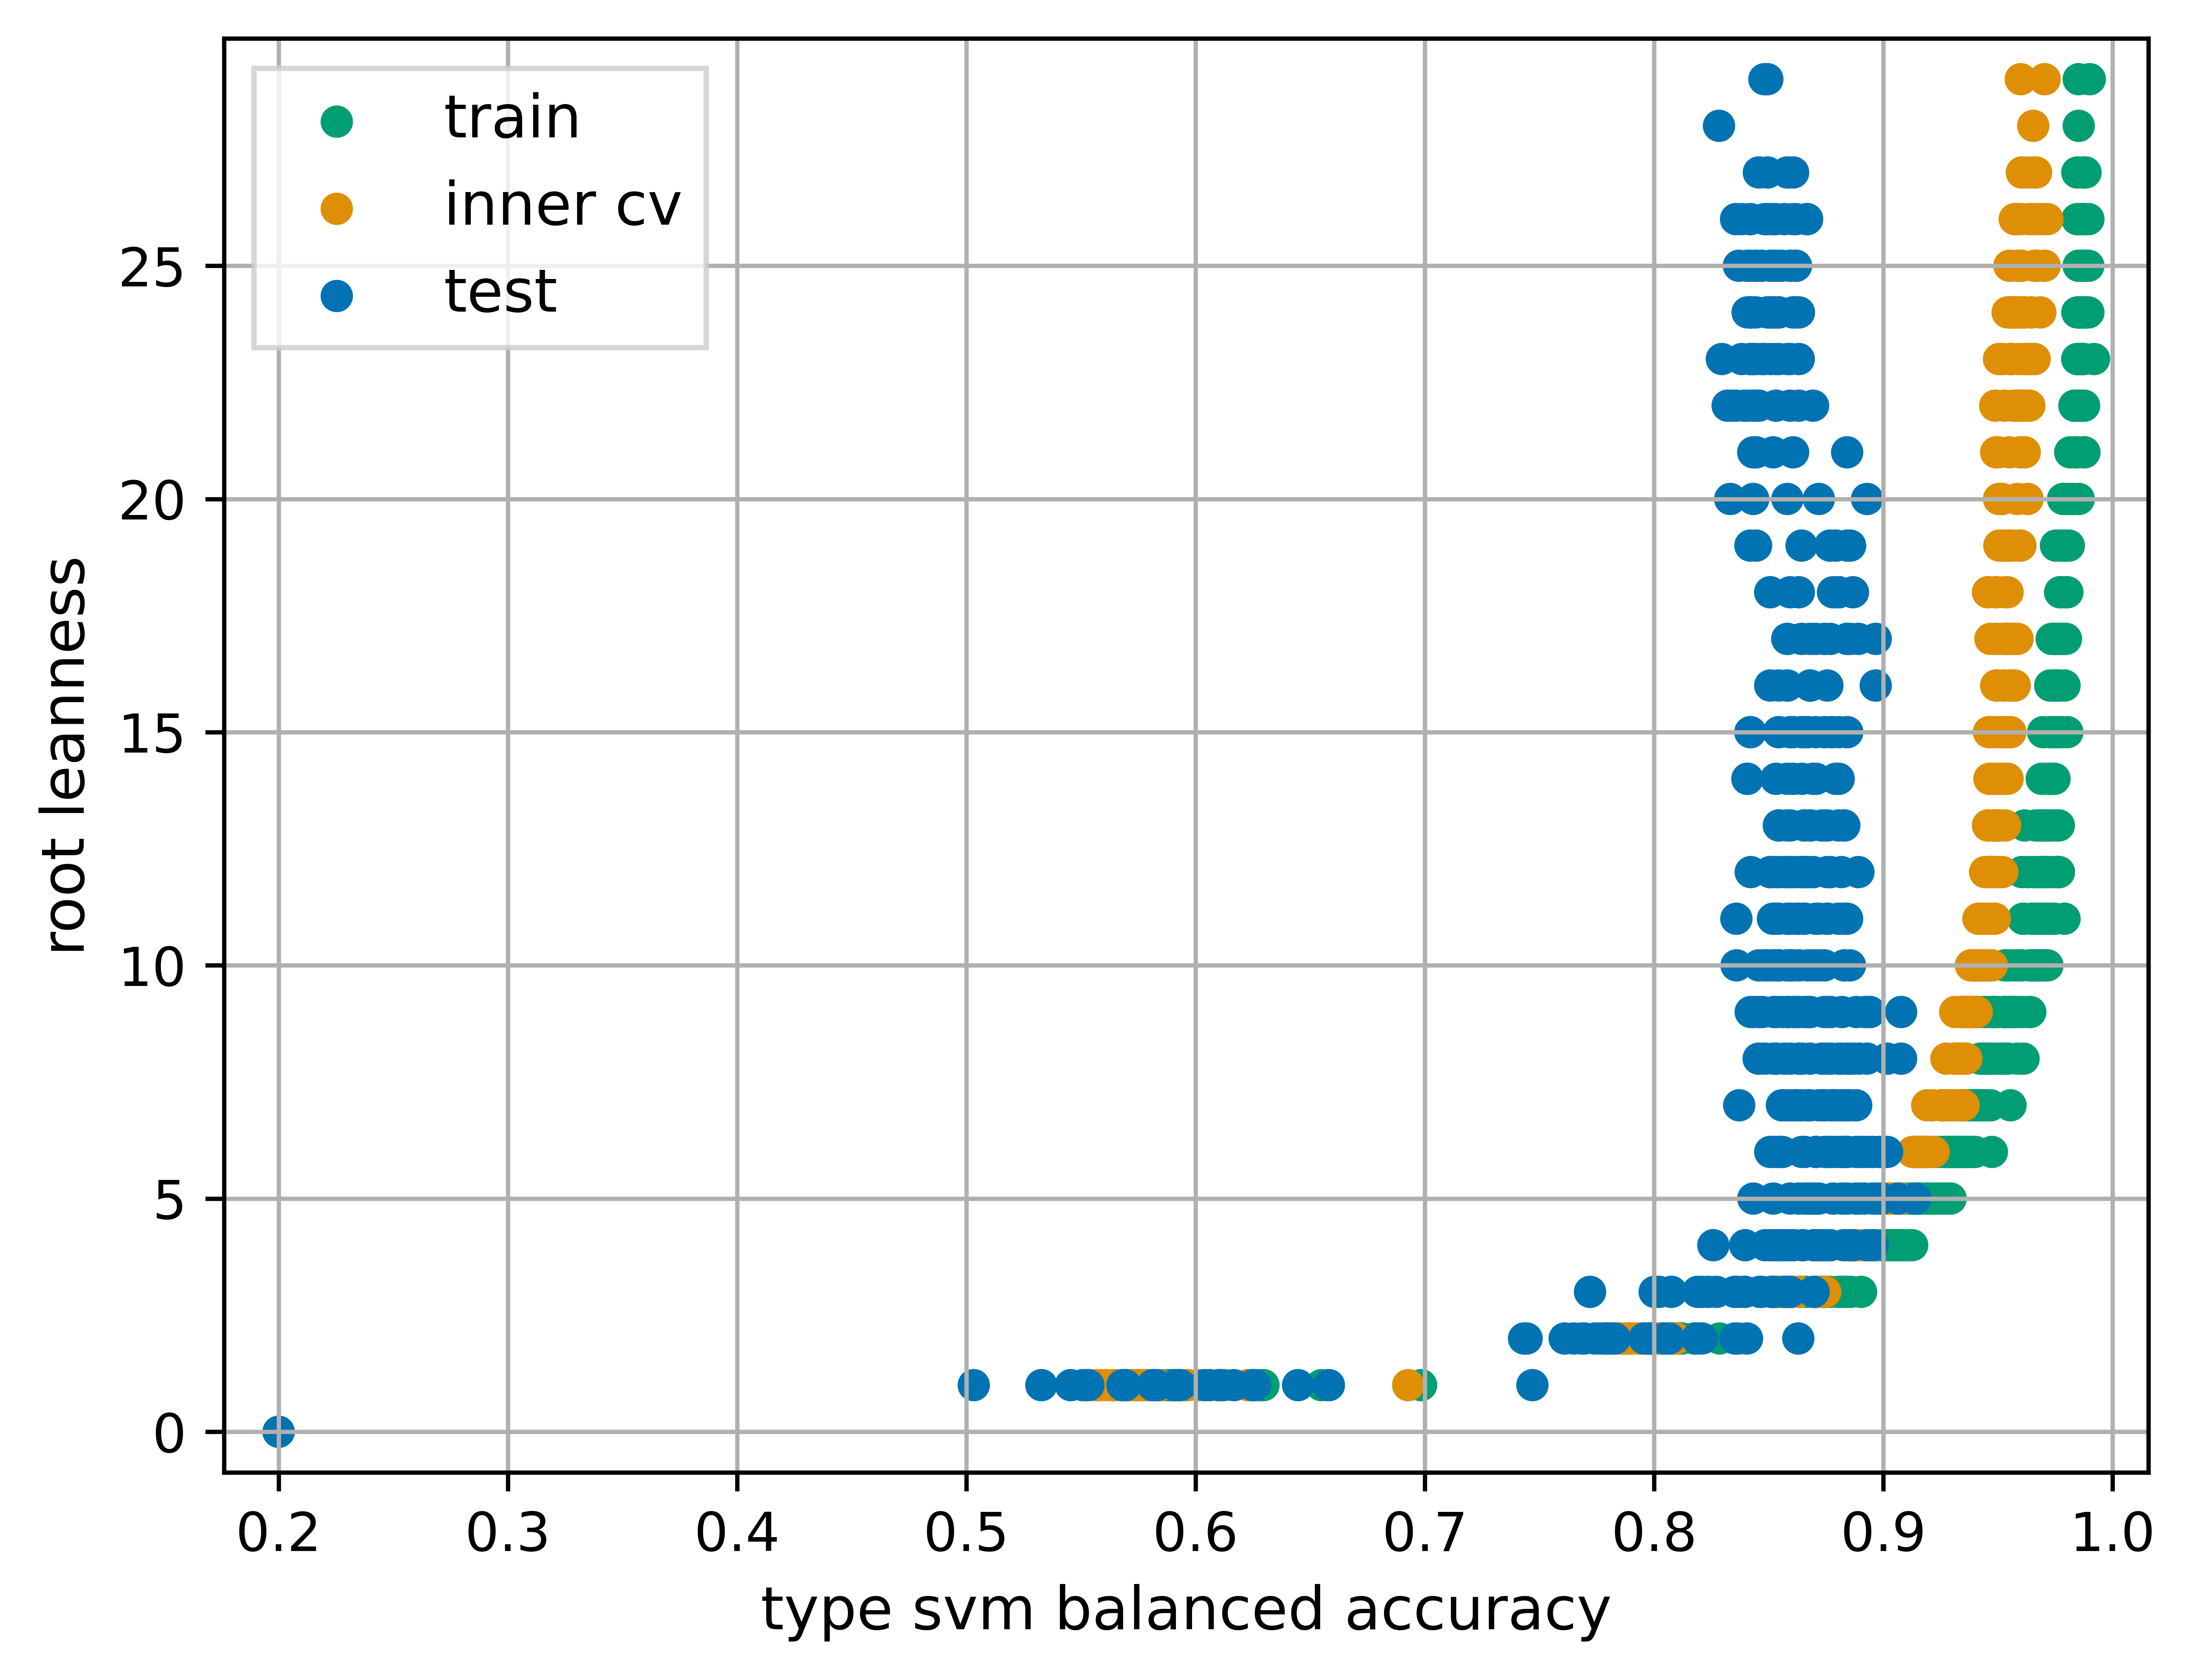 train
inner cv
test
25
20
15
10
5
0
root leanness
0.2 0.3 0.4 0.5 0.6 0.7 0.8 0.9 1.0
type svm balanced accuracy